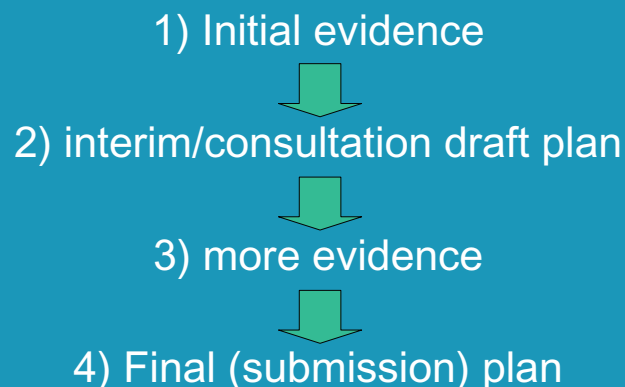 1) Initial evidence
2) interim/consultation draft plan
3) more evidence
4) Final (submission) plan